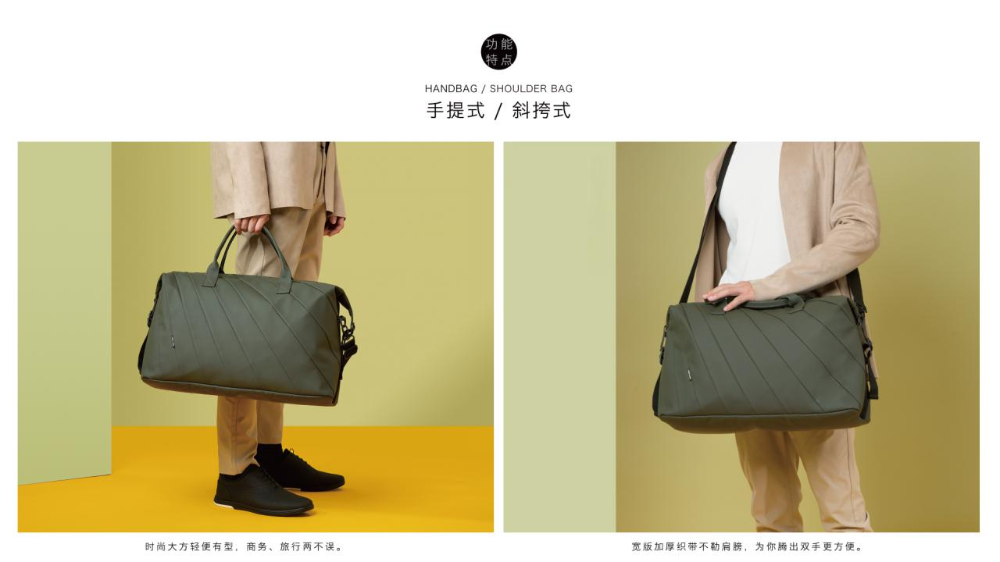 功能
特点
HANDBAG / SHOULDER BAG
手提式 / 斜挎式
时尚大方轻便有型，商务、旅行两不误。
宽版加厚织带不勒肩膀，为你腾出双手更方便。